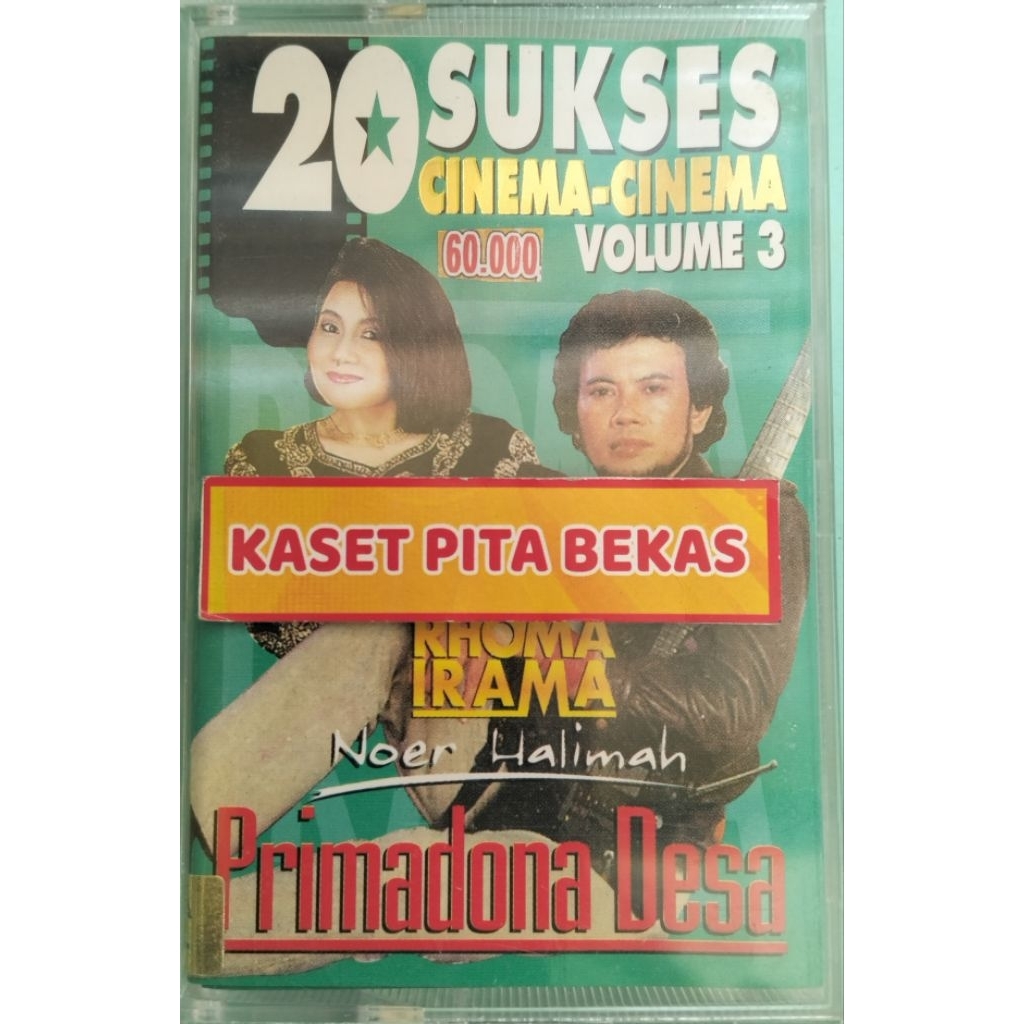 20 SUKSES
CINEMA-CINEMA
VOLUME 3
60.000
KASET PITA BEKAS
RHOMA
IRAMA
Noer Halimah
Primadona Desa